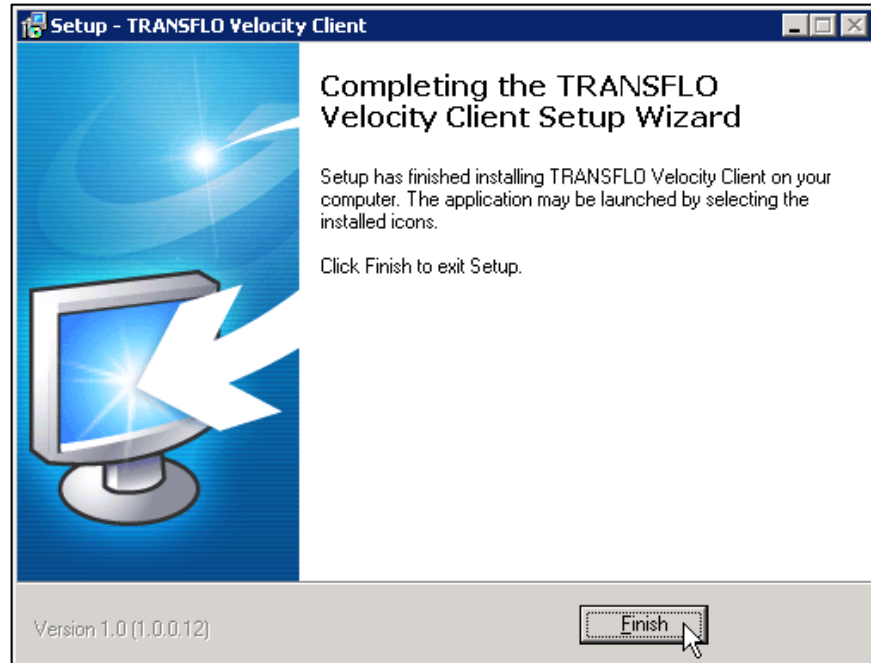 Setup - TRANSFLO Velocity Client
Completing the TRANSFLO
Velocity Client Setup Wizard
Setup has finished installing TRANSFLO Velocity Client on your
computer. The application may be launched by selecting the
installed icons.
Click Finish to exit Setup.
Version 1.0 (1.0.0.12)
Finish